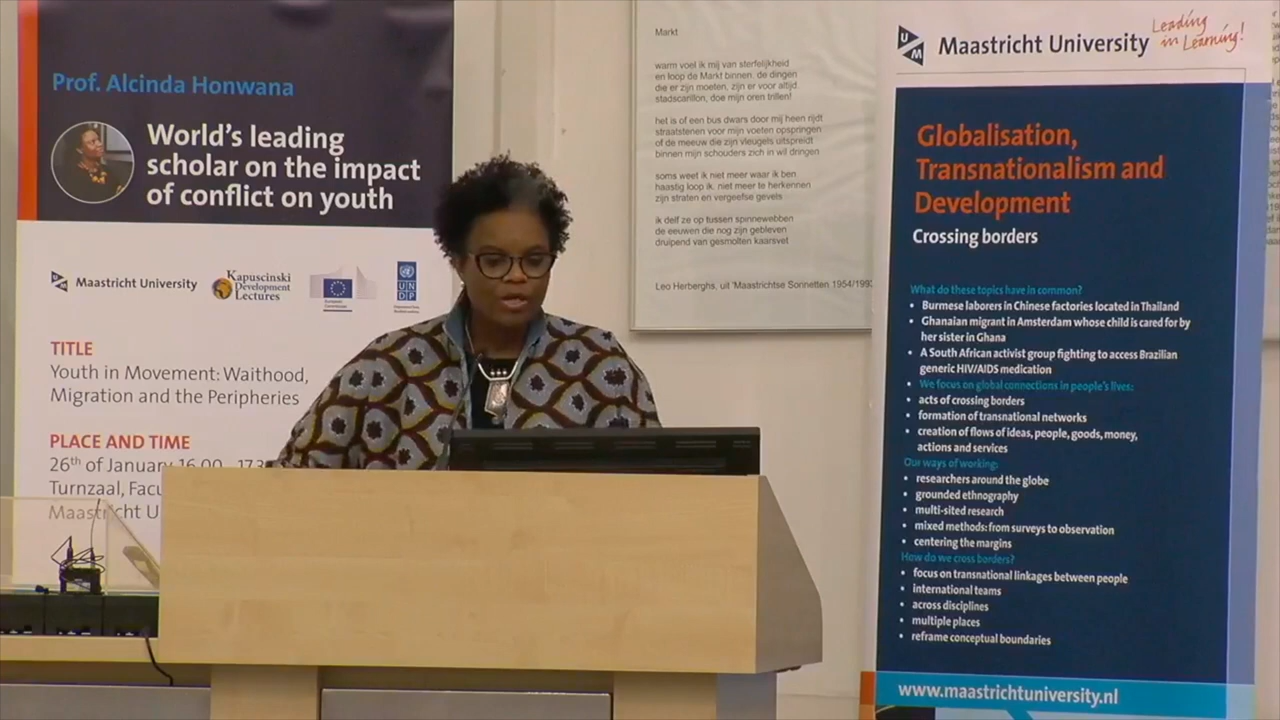 Prof. Alcinda Honwana
World's leading
scholar on the impact
of conflict on youth
Maastricht University
Kapuscinski
Development
Lectures
European
Commission
UN
DP
TITLE
Youth in Movement: Waithood,
Migration and the Peripheries
PLACE AND TIME
26th of January 16.00 - 17.3
Turnzaal, Facu
Maastricht U
Markt
warm voel ik mij van sterfelijkheid
en loop de Markt binnen. de dingen
die er zijn moeten, zijn er voor altijd.
stadscarillon, doe mijn oren trillen!
het is of een bus dwars door mij heen rijdt
straatstenen voor mijn voeten opspringen
of de meeuw die zijn vleugels uitspreidt
binnen mijn schouders zich in wil dringen
soms weet ik niet meer waar ik ben
haastig loop ik. niet meer te herkennen
zijn straten en vergeefse gevels
ik delf ze op tussen spinnewebben
de eeuwen die nog zijn gebleven
druipend van gesmolten kaarsvet
Leo Herberghs, uit 'Maastrichtse Sonnetten 1954/199
UM
Maastricht University
Leading
in Learning!
Globalisation,
Transnationalism and
Development
Crossing borders
What do these topics have in common?
• Burmese laborers in Chinese factories located in Thailand
• Ghanaian migrant in Amsterdam whose child is cared for by
her sister in Ghana
• A South African activist group fighting to access Brazilian
generic HIV/AIDS medication
• We focus on global connections in people's lives:
• acts of crossing borders
• formation of transnational networks
• creation of flows of ideas, people, goods, money,
actions and services
Our ways of working:
• researchers around the globe
• grounded ethnography
• multi-sited research
• mixed methods: from surveys to observation
• centering the margins
How do we cross borders?
• focus on transnational linkages between people
• international teams
• across disciplines
• multiple places
• reframe conceptual boundaries
www.maastrichtuniversity.nl